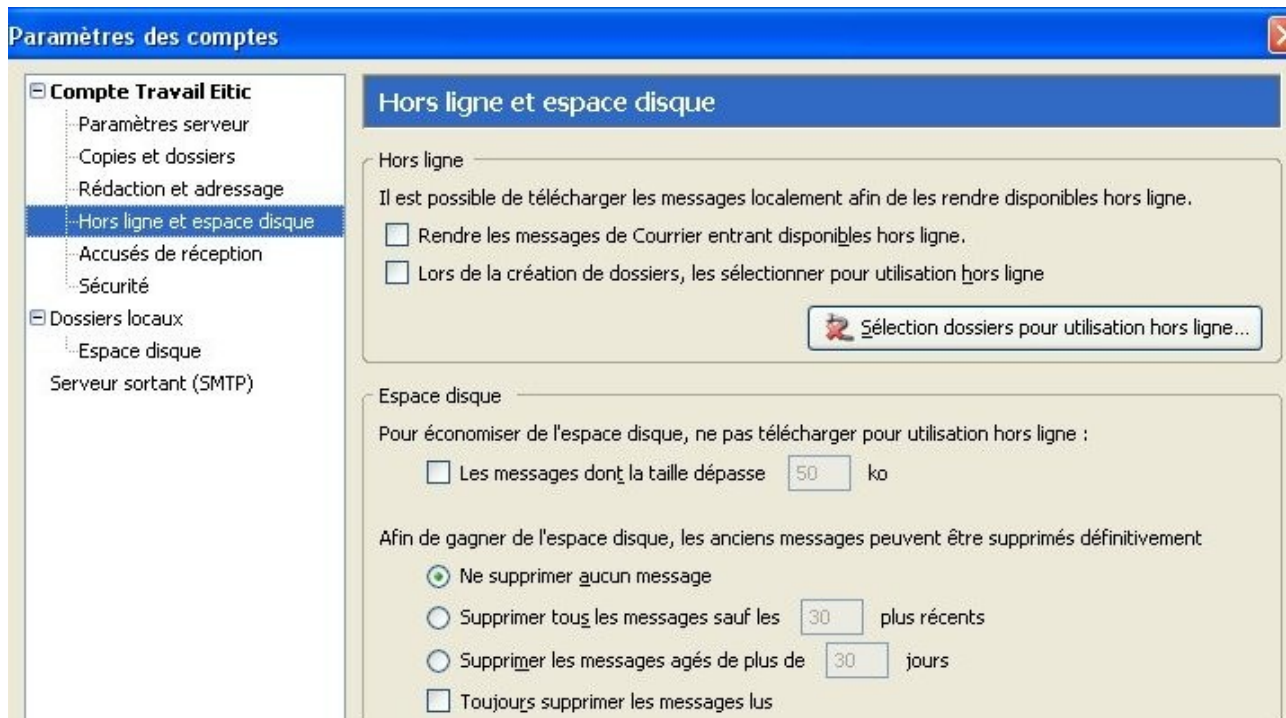 Paramètres des comptes
Compte Travail Eitic
Paramètres serveur
Copies et dossiers
Rédaction et adressage
Hors ligne et espace disque
Accusés de réception
Sécurité
Dossiers locaux
Espace disque
Serveur sortant (SMTP)
Hors ligne et espace disque
Hors ligne
Il est possible de télécharger les messages localement afin de les rendre disponibles hors ligne.
Rendre les messages de Courrier entrant disponibles hors ligne.
Lors de la création de dossiers, les sélectionner pour utilisation hors ligne
Sélection dossiers pour utilisation hors ligne...
Espace disque
Pour économiser de l'espace disque, ne pas télécharger pour utilisation hors ligne :
Les messages dont la taille dépasse 50 ko
Afin de gagner de l'espace disque, les anciens messages peuvent être supprimés définitivement
Ne supprimer aucun message
Supprimer tous les messages sauf les 30 plus récents
Supprimer les messages agés de plus de 30 jours
Toujours supprimer les messages lus